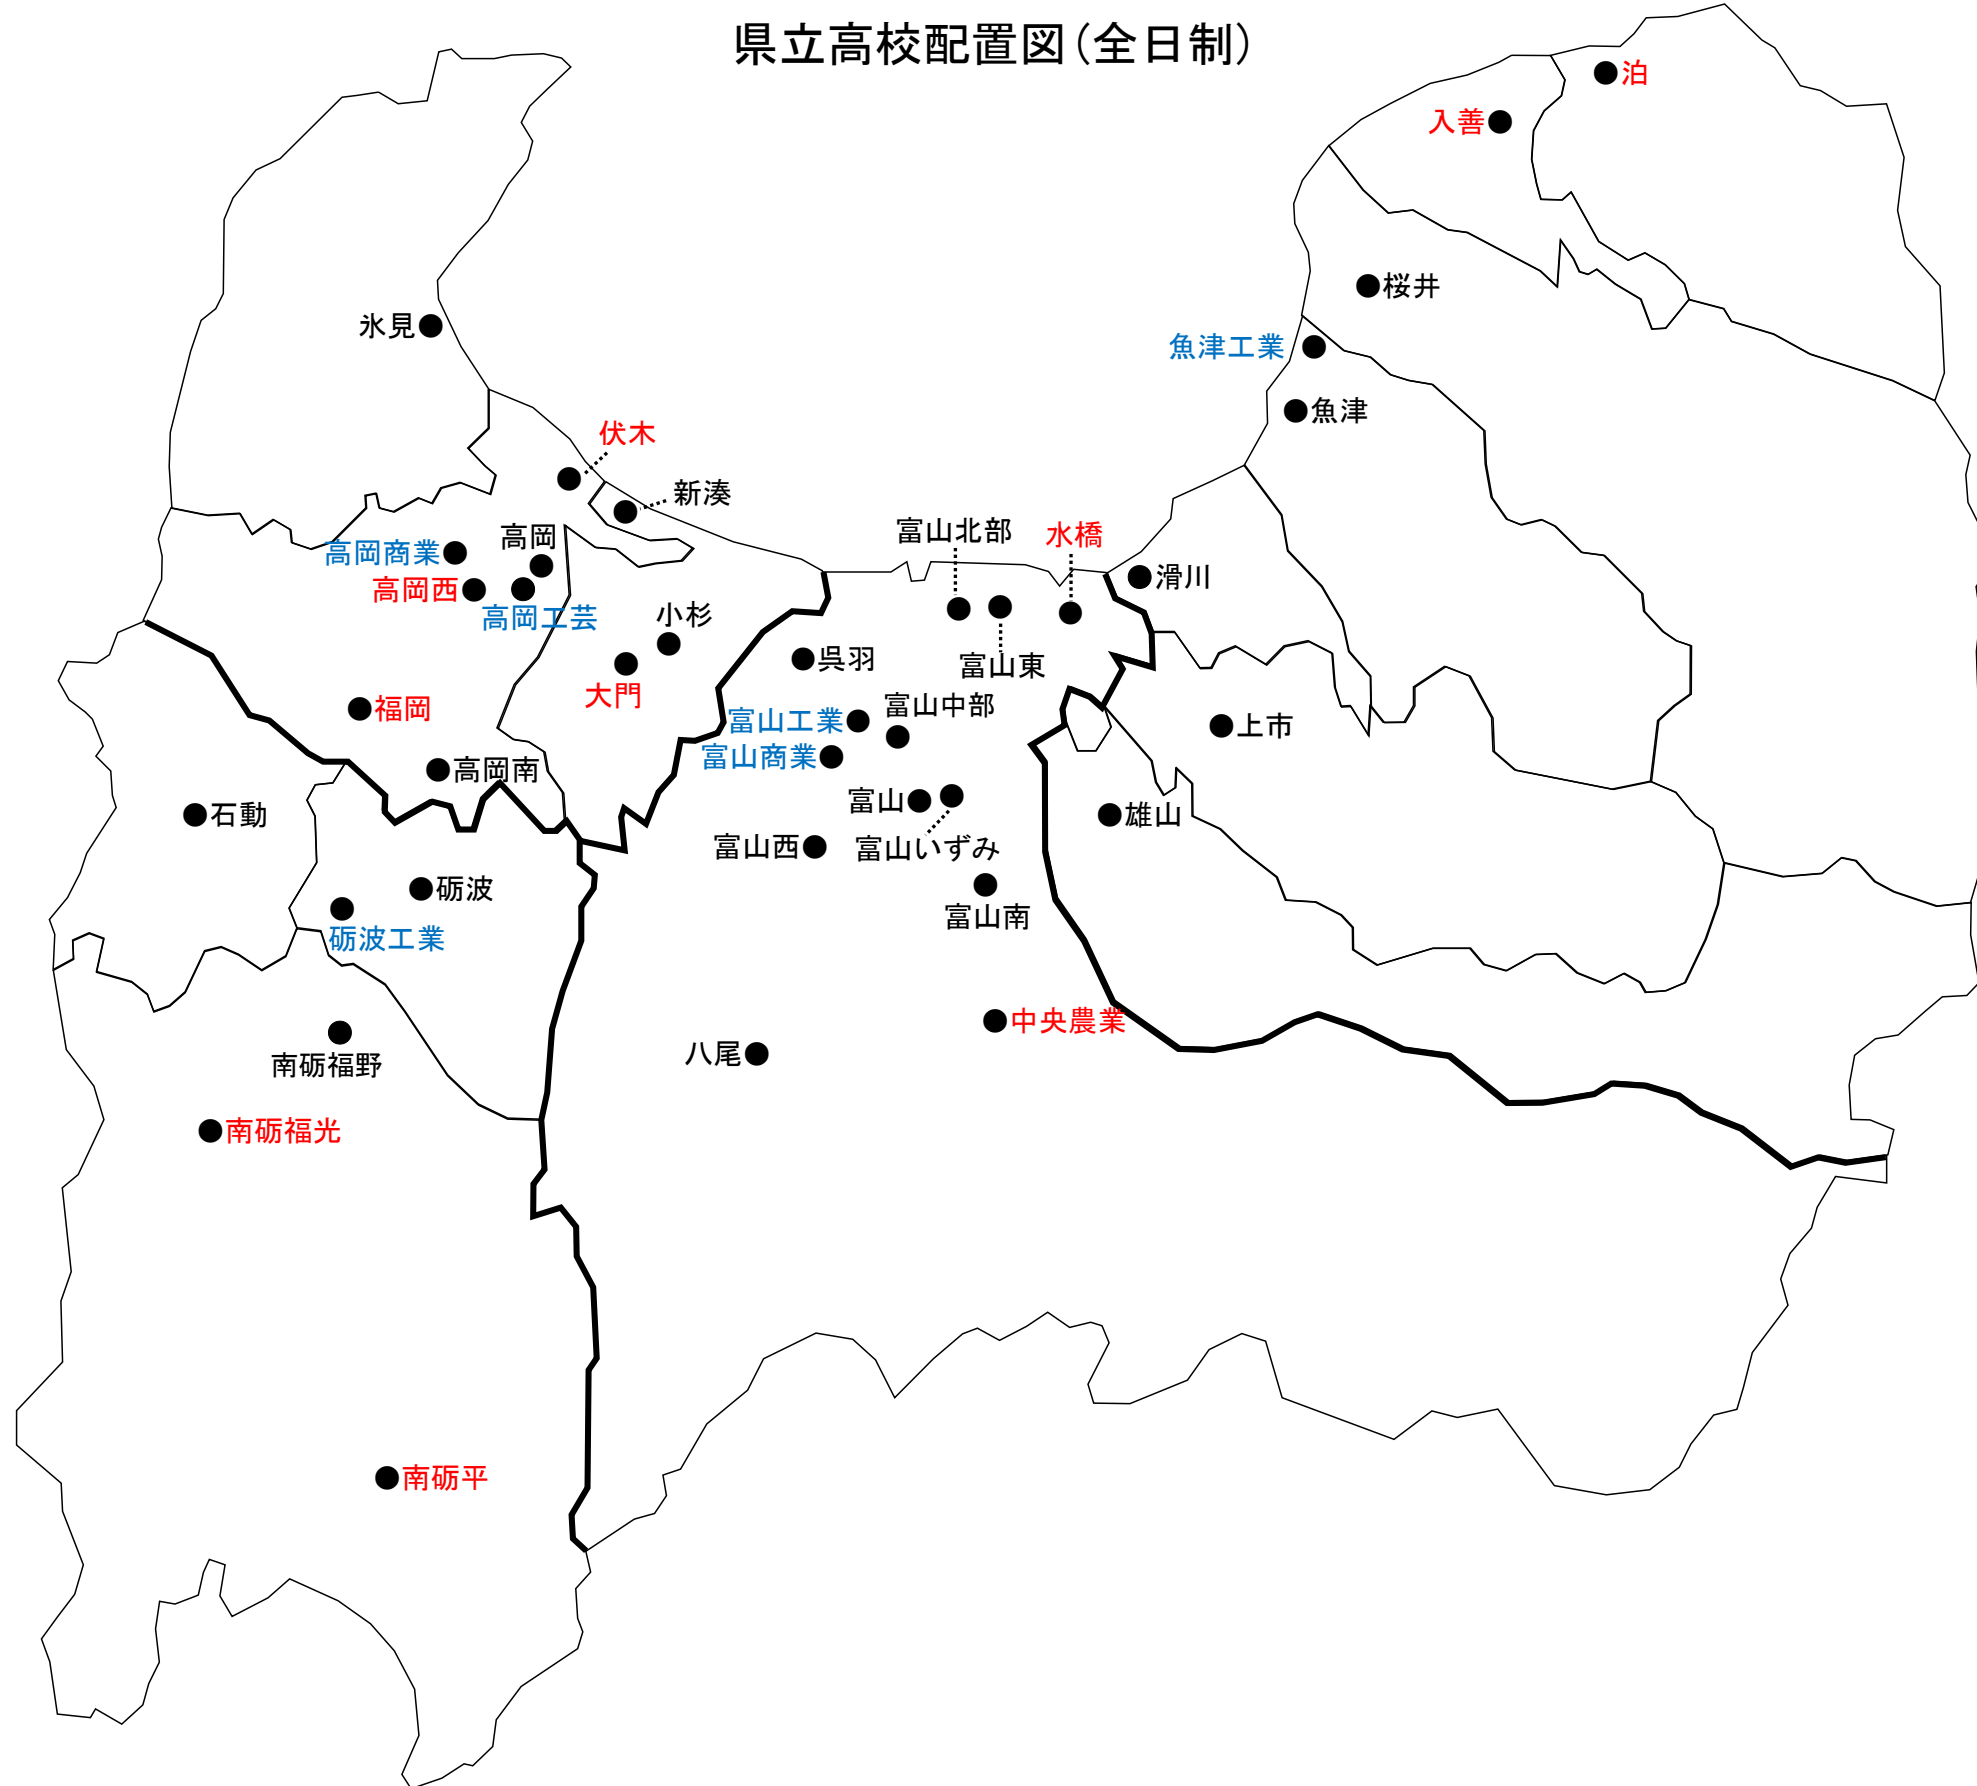 県立高校配置図（全日制）
泊
入善
桜井
氷見
魚津工業
魚津
伏木
新湊
富山北部
水橋
高岡
高岡商業
滑川
高岡西
高岡工芸
小杉
呉羽
富山東
大門
福岡
富山中部
富山工業
上市
富山商業
高岡南
富山
石動
雄山
富山西
富山いずみ
砺波
富山南
砺波工業
中央農業
八尾
南砺福野
南砺福光
南砺平